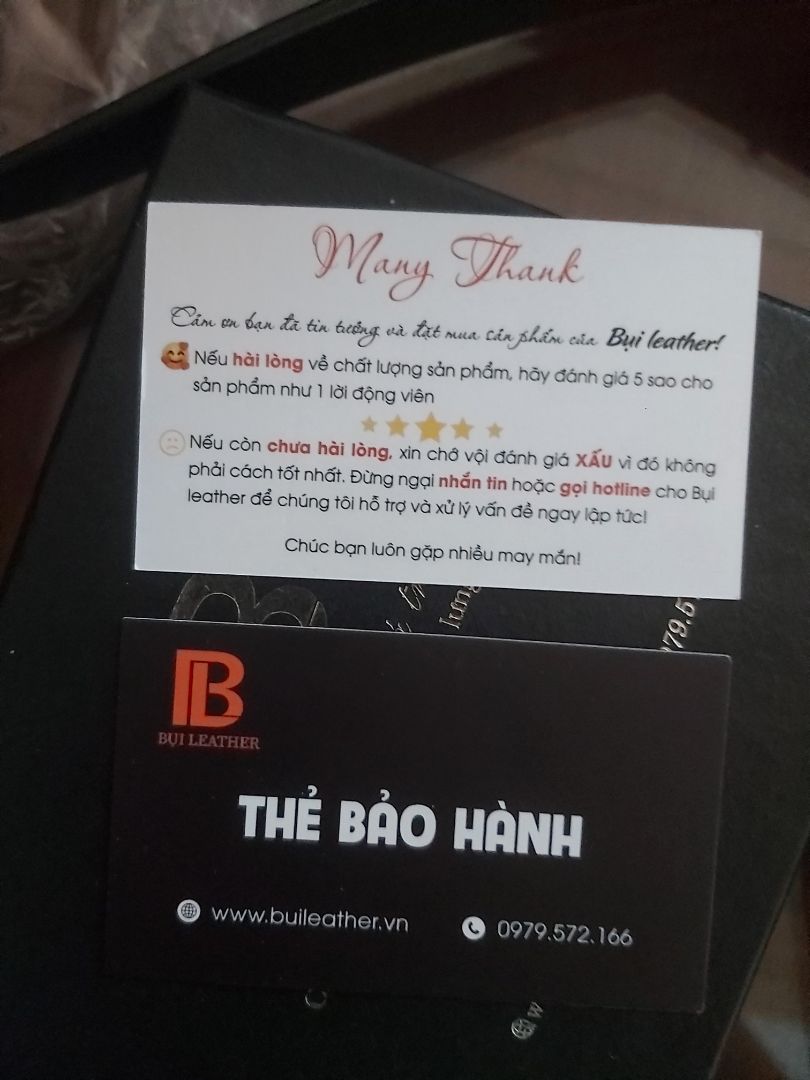 Many Thank
Cảm ơn bạn đã tin tưởng và đặt mua sản phẩm của Bụi leather!
Nếu hài lòng về chất lượng sản phẩm, hãy đánh giá 5 sao cho
sản phẩm như 1 lời động viên
Nếu còn chưa hài lòng, xin chớ vội đánh giá XẤU vì đó không
phải cách tốt nhất. Đừng ngại nhắn tin hoặc gọi hotline cho Bụi
leather để chúng tôi hỗ trợ và xử lý vấn đề ngay lập tức!
Chúc bạn luôn gặp nhiều may mắn!
BỤI LEATHER
THẺ BẢO HÀNH
www.buileather.vn
0979.572.166